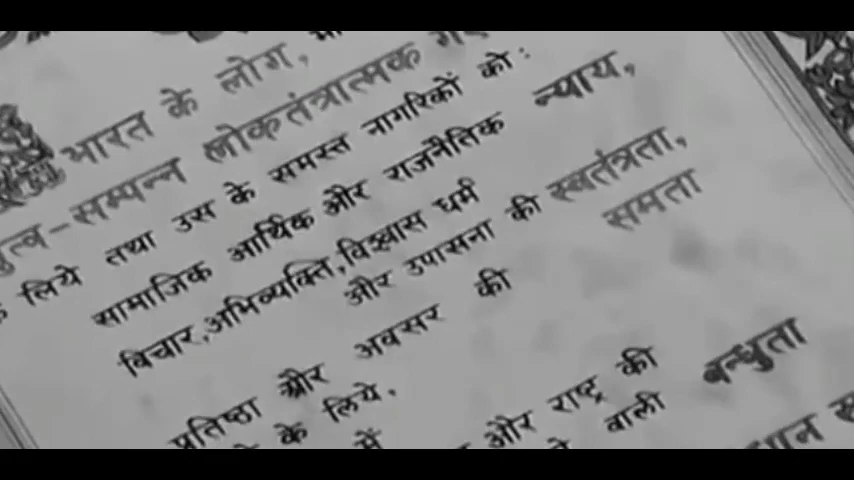 भारत के लोग,
लोकतंत्रात्मक
त्व-सम्पन्न
लिये तथा उस के समस्त नागरिकों को:
सामाजिक आर्थिक और राजनैतिक न्याय,
विचार,अभिव्यक्ति,विश्वास धर्म
और उपासना की स्वतंत्रता,
प्रतिष्ठा और अवसर की समता
के लिये,
में
और राष्ट्र की
वाली बन्धुता